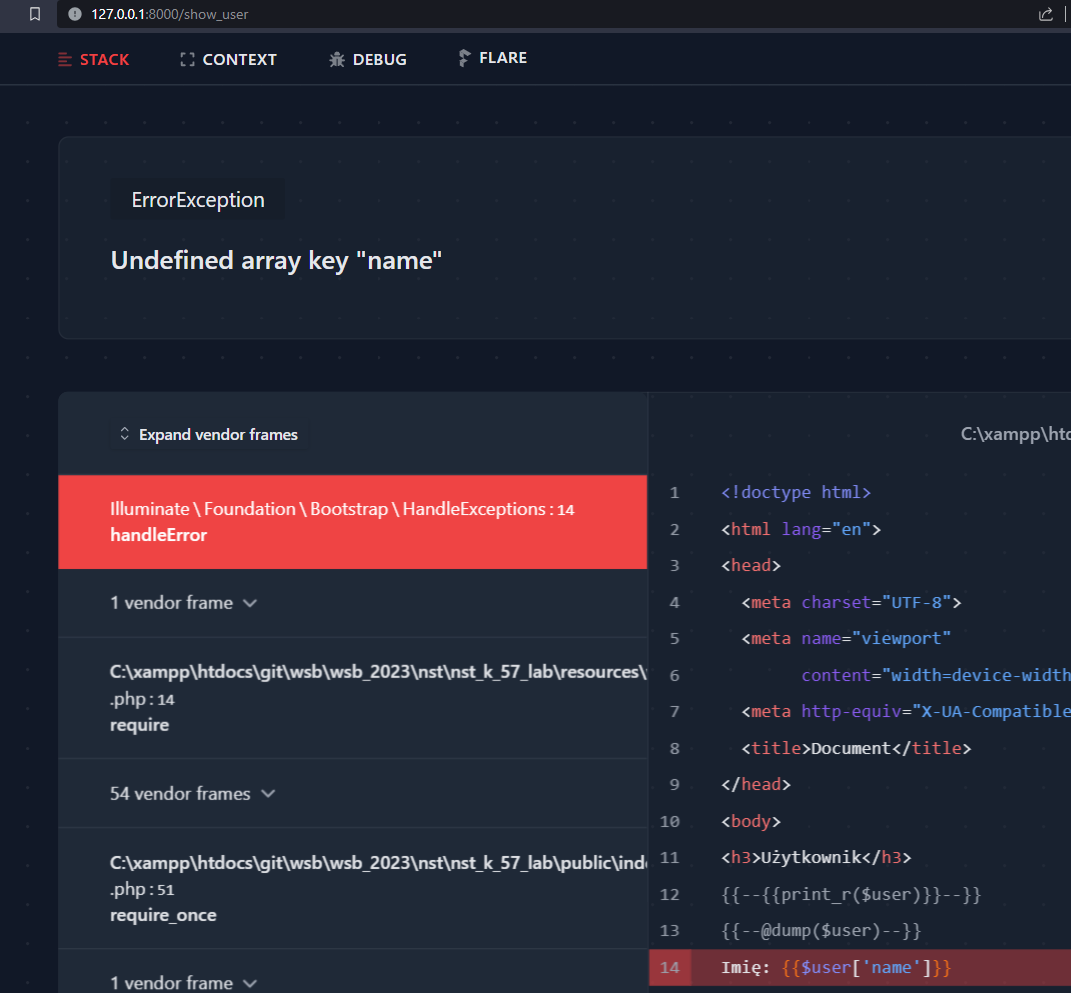 127.0.0.1:8000/show_user
STACK CONTEXT DEBUG FLARE
ErrorException
Undefined array key "name"
Expand vendor frames
Illuminate \ Foundation \ Bootstrap \ HandleExceptions : 14
handleError
1 vendor frame
C:\xampp\htdocs\git\wsb\wsb_2023\nst\nst_k_57_lab\resources\
.php : 14
require
54 vendor frames
C:\xampp\htdocs\git\wsb\wsb_2023\nst\nst_k_57_lab\public\ind
.php : 51
require_once
1 vendor frame
C:\xampp\htd
1 <!doctype html>
2 <html lang="en">
3 <head>
4 <meta charset="UTF-8">
5 <meta name="viewport"
6 content="width=device-width
7 <meta http-equiv="X-UA-Compatible
8 <title>Document</title>
9 </head>
10 <body>
11 <h3>Użytkownik</h3>
12 {{--{{print_r($user)}}--}}
13 {{--@dump($user)--}}
14 Imię: {{$user['name']}}